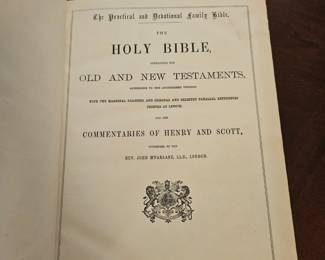 The Practical and Devotional Family Bible.
THE
HOLY BIBLE,
CONTAINING THE
OLD AND NEW TESTAMENTS,
ACCORDING TO THE AUTHORISED VERSION
WITH THE MARGINAL READINGS, AND ORIGINAL AND SELECTED PARALLEL REFERENCES
PRINTED AT LENGTH,
AND THE
COMMENTARIES OF HENRY AND SCOTT,
CONDENSED BY THE
REV. JOHN MCFARLANE, LL.D., LONDON.